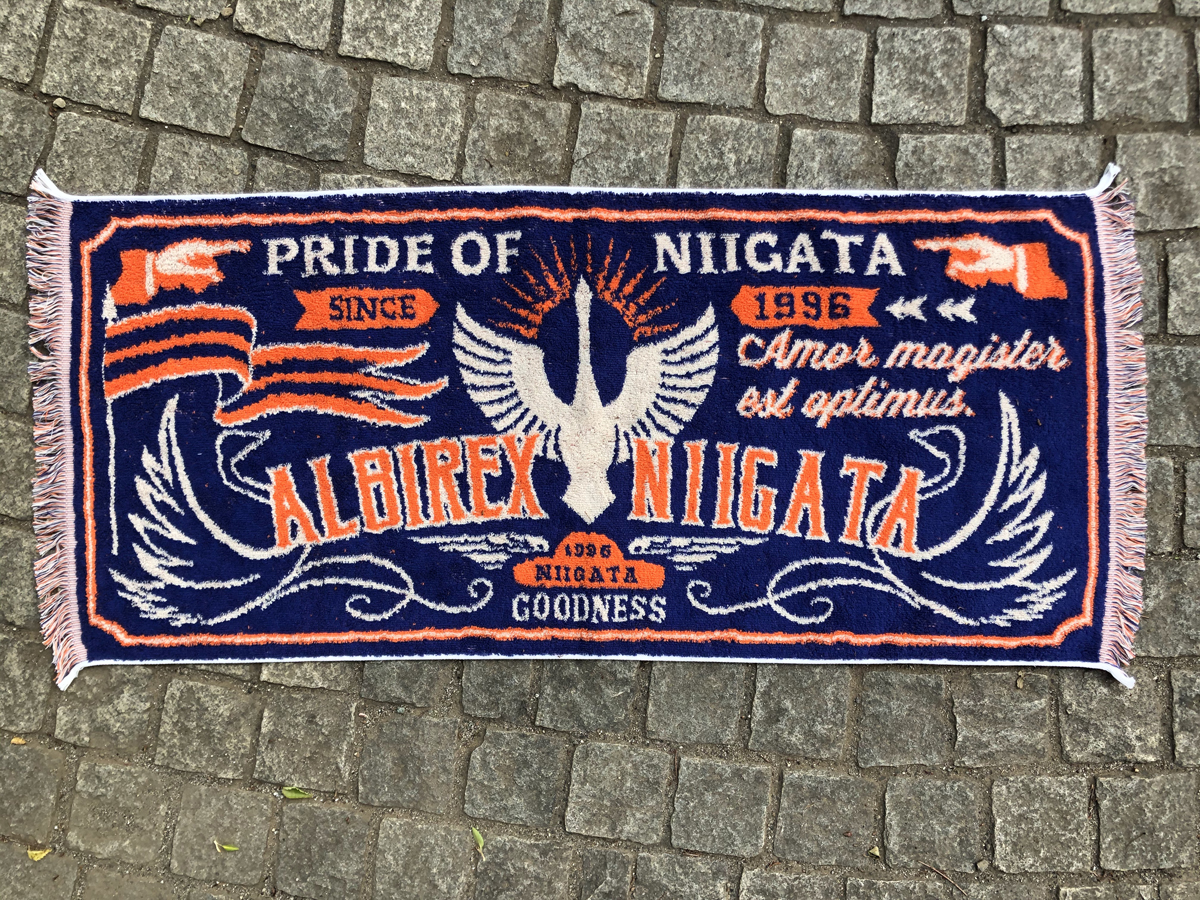 PRIDE OF NIIGATA
SINCE 1996
Amor magister
est optimus.
ALBIREX NIIGATA
1996
NIIGATA
GOODNESS